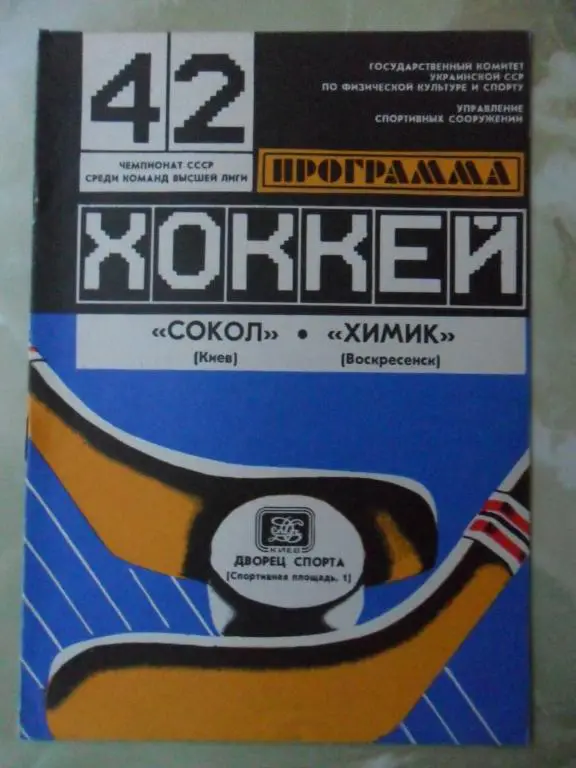 42
ЧЕМПИОНАТ СССР
СРЕДИ КОМАНД ВЫСШЕЙ ЛИГИ
ГОСУДАРСТВЕННЫЙ КОМИТЕТ
УКРАИНСКОЙ ССР
ПО ФИЗИЧЕСКОЙ КУЛЬТУРЕ И СПОРТУ
УПРАВЛЕНИЕ
СПОРТИВНЫХ СООРУЖЕНИЙ
ПРОГРАММА
ХОККЕЙ
«СОКОЛ» • «ХИМИК»
(Киев) (Воскресенск)
КИЕВ
ДВОРЕЦ СПОРТА
(Спортивная площадь, 1)